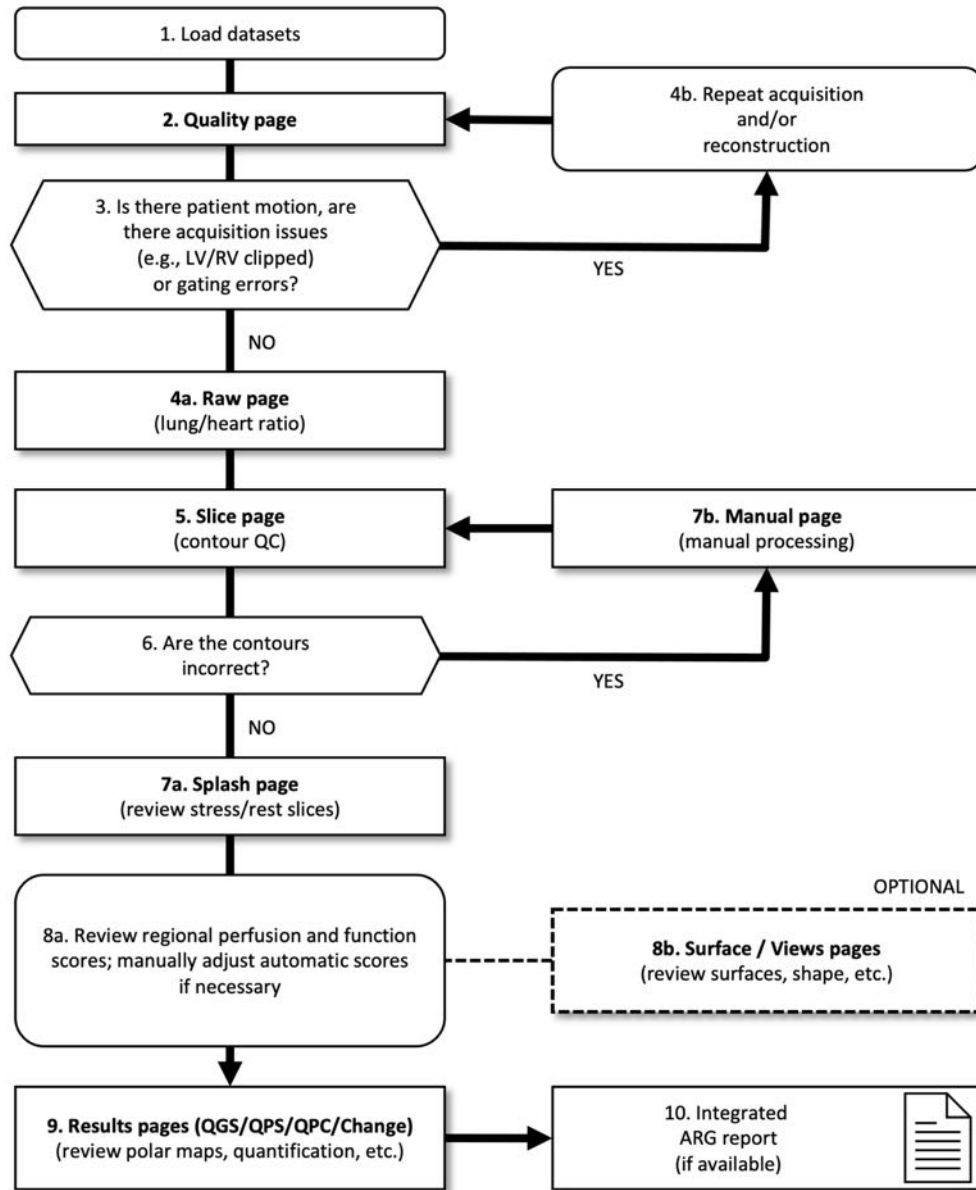 1. Load datasets
2. Quality page
4b. Repeat acquisition
and/or
reconstruction
3. Is there patient motion, are
there acquisition issues
(e.g., LV/RV clipped)
or gating errors?
YES
NO
4a. Raw page
(lung/heart ratio)
5. Slice page
(contour QC)
7b. Manual page
(manual processing)
6. Are the contours
incorrect?
YES
NO
7a. Splash page
(review stress/rest slices)
OPTIONAL
8a. Review regional perfusion and function
scores; manually adjust automatic scores
if necessary
8b. Surface / Views pages
(review surfaces, shape, etc.)
9. Results pages (QGS/QPS/QPC/Change)
(review polar maps, quantification, etc.)
10. Integrated
ARG report
(if available)